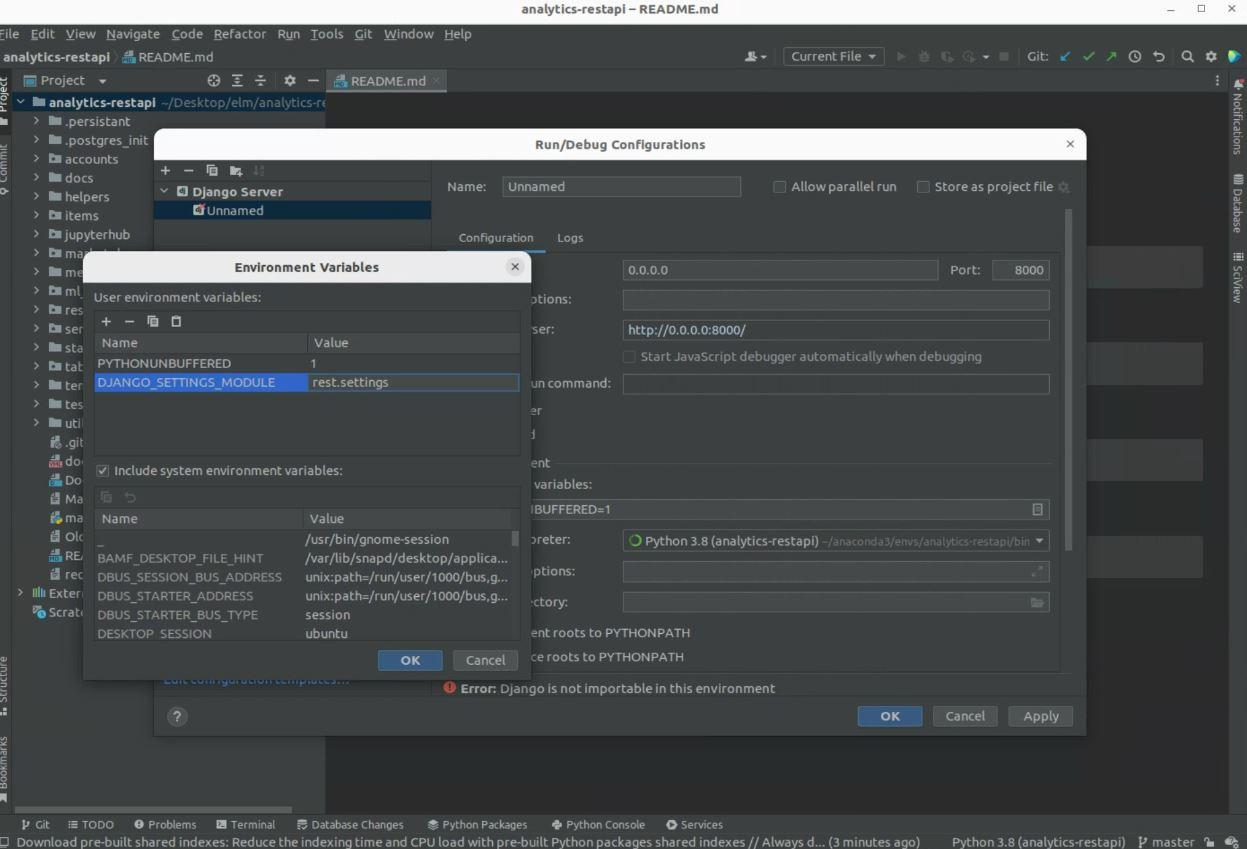 analytics-restapi – README.md
File Edit View Navigate Code Refactor Run Tools Git Window Help
analytics-restapi README.md
Current File
Git:
Project
README.md
analytics-restapi ~/Desktop/elm/analytics-re
.persistant
.postgres_init
accounts
docs
helpers
items
jupyterhub
Project
Commit
Structure
Bookmarks
Notifications
Database
SciView
Run/Debug Configurations
Django Server
Unnamed
Name: Unnamed
Allow parallel run
Store as project file
Configuration Logs
0.0.0.0 Port: 8000
ptions:
ser: http://0.0.0.0:8000/
Start JavaScript debugger automatically when debugging
un command:
er
d
ent
variables:
BUFFERED=1
preter: Python 3.8 (analytics-restapi) ~/anaconda3/envs/analytics-restapi/bin
ptions:
ctory:
ent roots to PYTHONPATH
ce roots to PYTHONPATH
Edit configuration templates...
Error: Django is not importable in this environment
? OK Cancel Apply
Environment Variables
User environment variables:
Name Value
PYTHONUNBUFFERED 1
DJANGO_SETTINGS_MODULE rest.settings
Include system environment variables:
Name Value
_ /usr/bin/gnome-session
BAMF_DESKTOP_FILE_HINT /var/lib/snapd/desktop/applica...
DBUS_SESSION_BUS_ADDRESS unix:path=/run/user/1000/bus,g...
DBUS_STARTER_ADDRESS unix:path=/run/user/1000/bus,g...
DBUS_STARTER_BUS_TYPE session
DESKTOP_SESSION ubuntu
OK Cancel
me
ml_
res
ser
sta
tab
ter
tes
util
.git
doc
Do
Ma
ma
Old
REA
rec
Exter
Scratc
Git TODO Problems Terminal Database Changes Python Packages Python Console Services
Download pre-built shared indexes: Reduce the indexing time and CPU load with pre-built Python packages shared indexes // Always d... (3 minutes ago) Python 3.8 (analytics-restapi) master